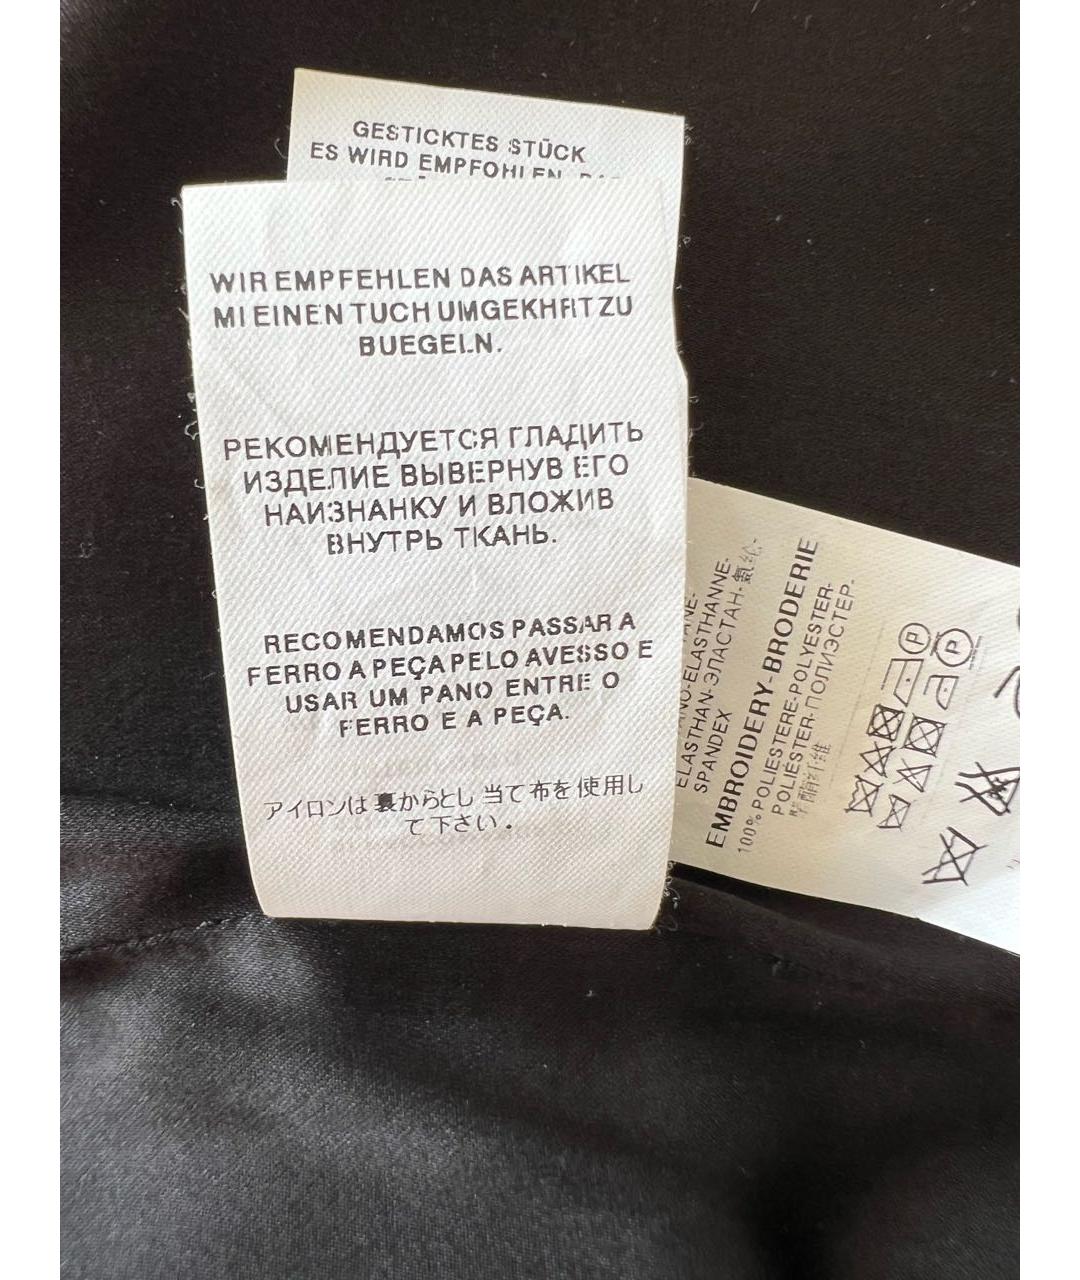 GESTICKTES STÜCK
ES WIRD EMPFOHLEN,
WIR EMPFEHLEN DAS ARTIKEL
MI EINEN TUCH UMGEKHRT ZU
BUEGELN.
РЕКОМЕНДУЕТСЯ ГЛАДИТЬ
ИЗДЕЛИЕ ВЫВЕРНУВ ЕГО
НАИЗНАНКУ И ВЛОЖИВ
ВНУТРЬ ТКАНЬ.
RECOMENDAMOS PASSAR A
FERRO A PEÇA PELO AVESSO E
USAR UM PANO ENTRE O
FERRO E A PEÇA.
アイロンは裏からとし 当て布を使用し
て下さい.
ELASTHAN-ЭЛАСТАН-氨纶-
SPANDEX
EMBROIDERY-BRODERIE
100% POLIESTERE-POLYESTER-
POLIÉSTER-ПОЛИЭСТЕР-
P
P